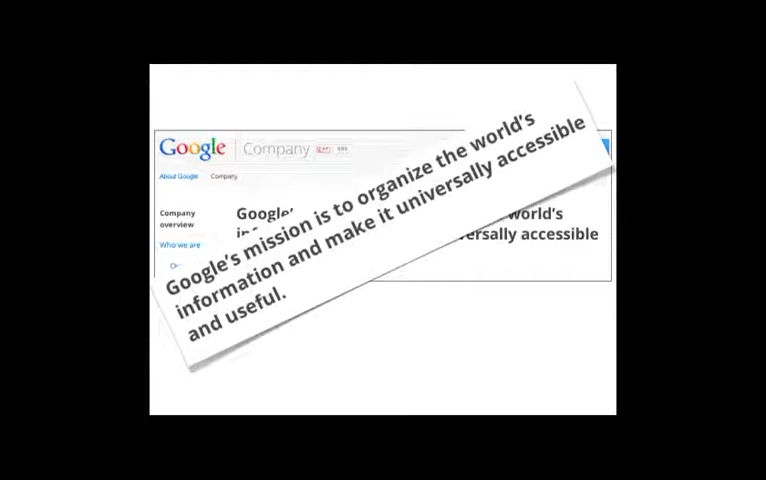 Google Company
About Google Company
Company
overview
Google's
world's
accessible
Who we are
Google's mission is to organize the world's
information and make it universally accessible
and useful.